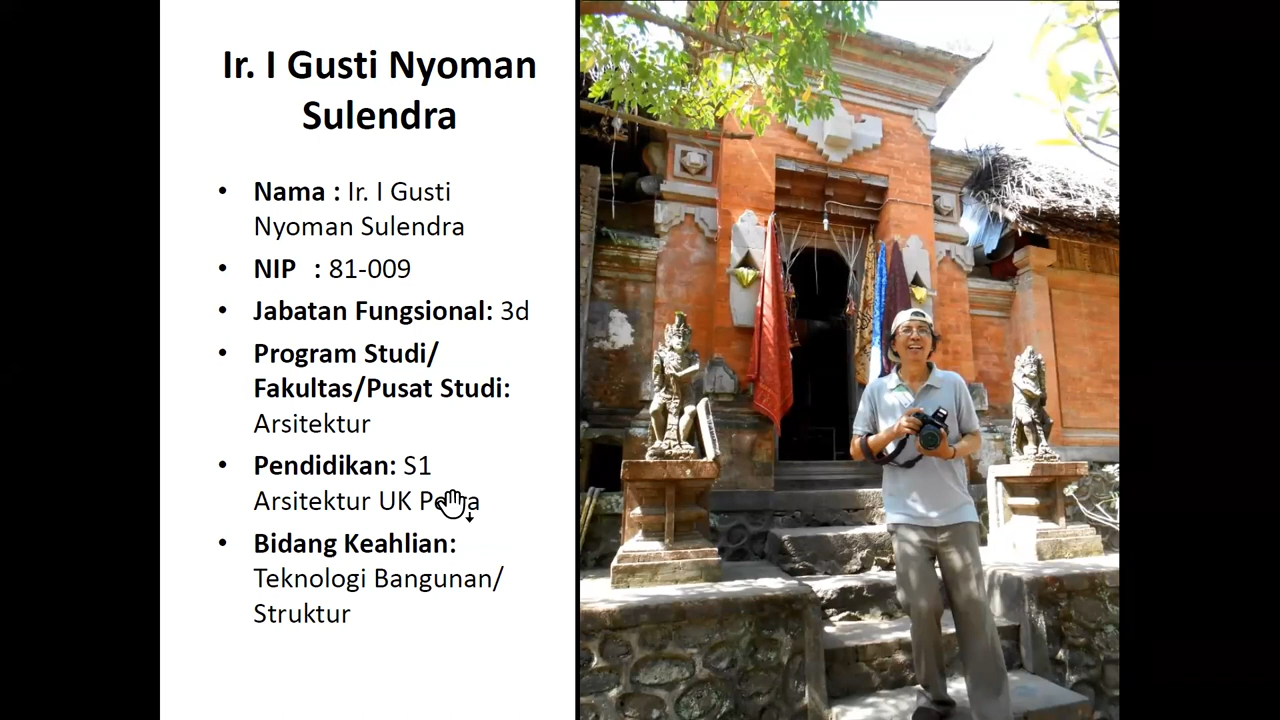 Ir. I Gusti Nyoman
Sulendra
• Nama : Ir. I Gusti
Nyoman Sulendra
• NIP : 81-009
• Jabatan Fungsional: 3d
• Program Studi/
Fakultas/Pusat Studi:
Arsitektur
• Pendidikan: S1
Arsitektur UK
• Bidang Keahlian:
Teknologi Bangunan/
Struktur